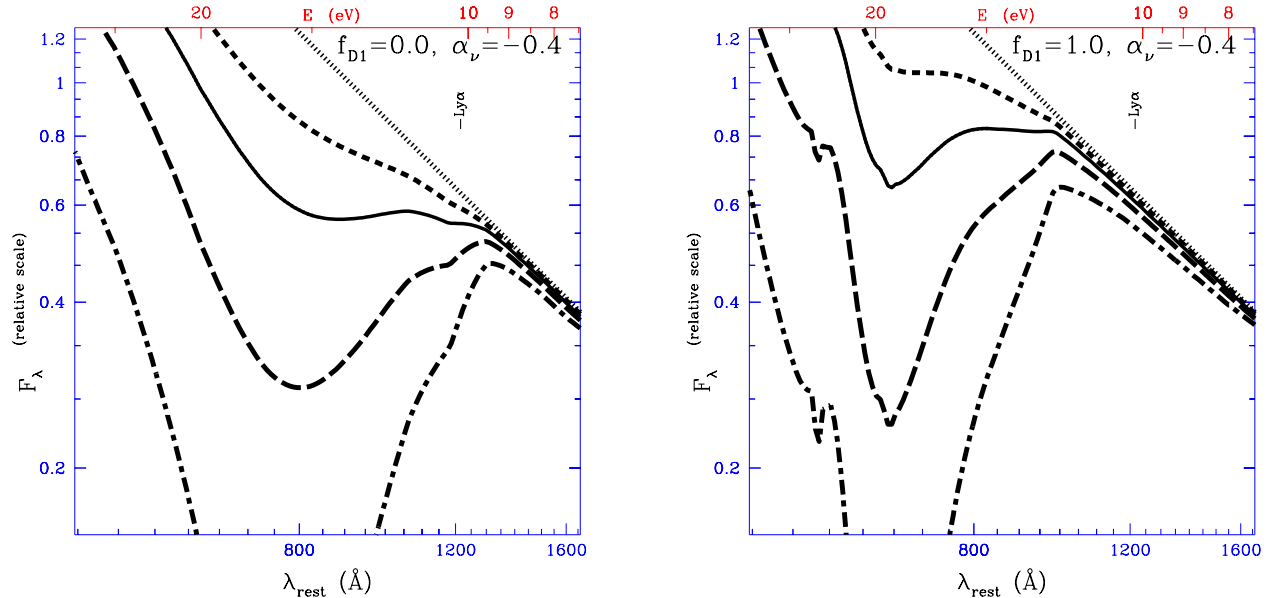 20 E (eV) 10 9 8
f_D1=0.0, α_ν=−0.4
−Lyα
1.2
1
0.8
0.6
0.4
0.2
F_λ (relative scale)
800 1200 1600
λ_rest (Å)
20 E (eV) 10 9 8
f_D1=1.0, α_ν=−0.4
−Lyα
1.2
1
0.8
0.6
0.4
0.2
F_λ (relative scale)
800 1200 1600
λ_rest (Å)